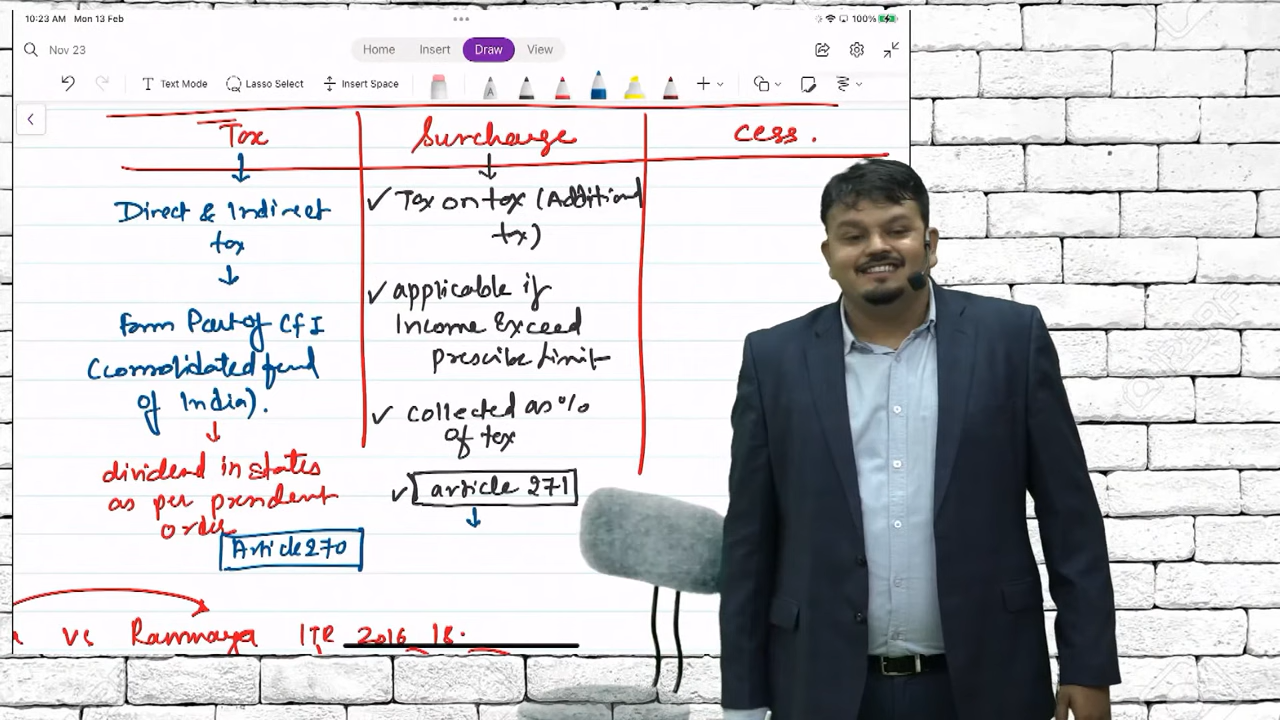 10:23 AM Mon 13 Feb
100%
Nov 23
Home Insert Draw View
Text Mode Lasso Select Insert Space
Tax
Direct & Indirect
tax
Form Part of CFI
(consolidated fund
of India).
dividend in states
as per president
order
Article 270
Surcharge
Tax on tax (Additional
tax)
applicable if
Income Exceed
prescibe limit
collected as %
of tax
article 271
cess.
vs Rammaya ITR 2016 18.